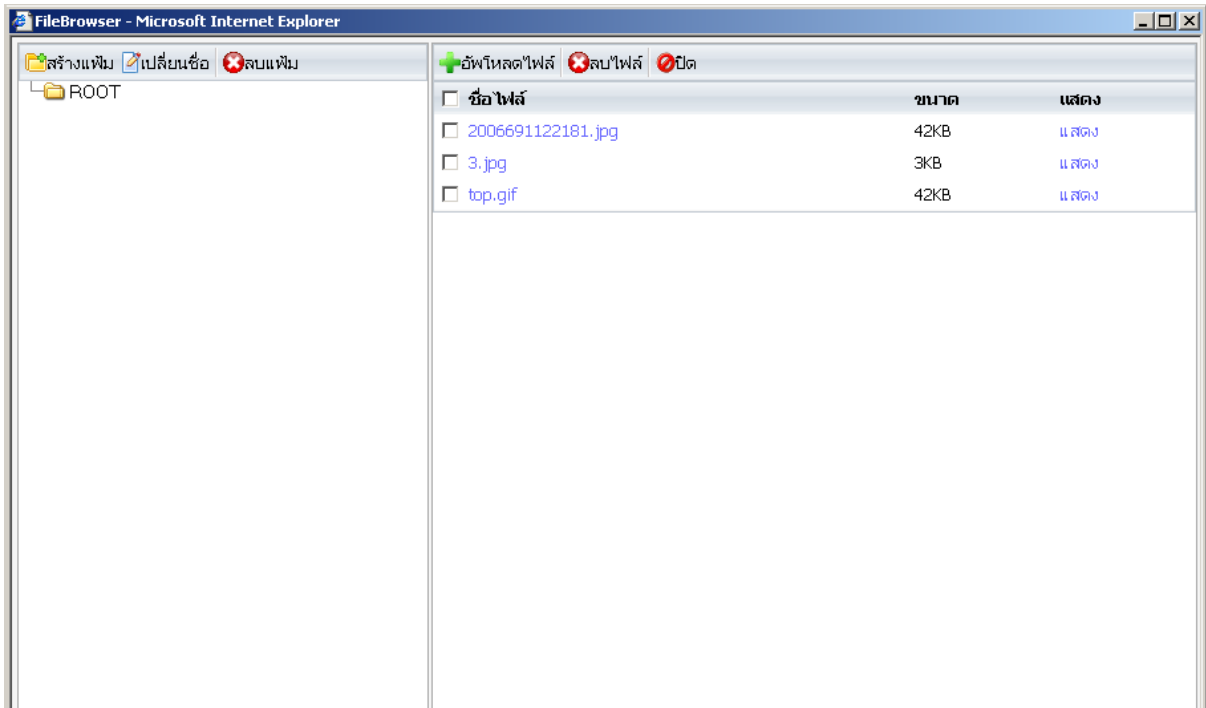 FileBrowser - Microsoft Internet Explorer
สร้างแฟ้ม เปลี่ยนชื่อ ลบแฟ้ม
ROOT
อัพโหลดไฟล์ ลบไฟล์ ปิด
ชื่อไฟล์ ขนาด แสดง
2006691122181.jpg 42KB แสดง
3.jpg 3KB แสดง
top.gif 42KB แสดง